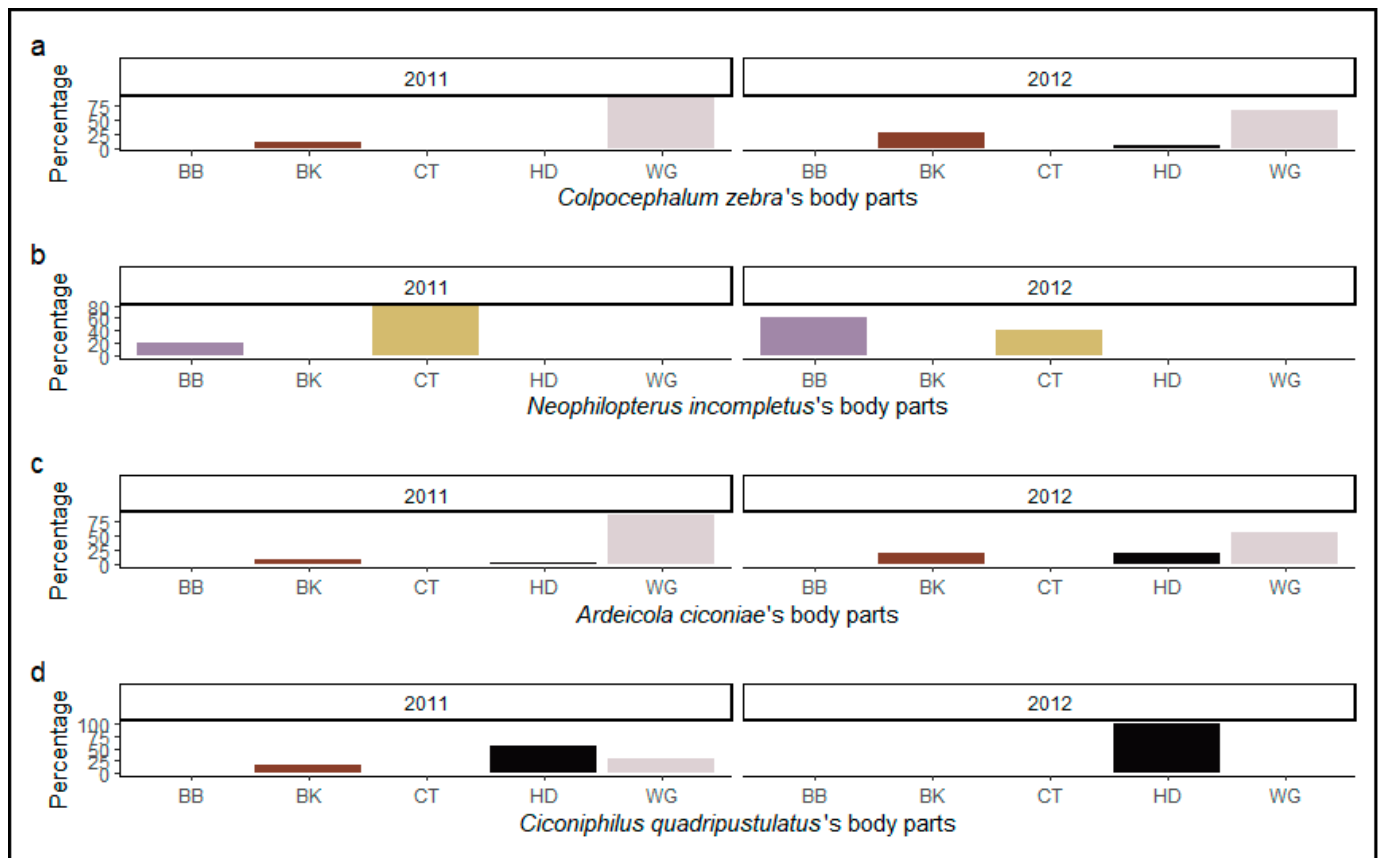 a
2011 2012
Percentage
75
50
25
0
BB BK CT HD WG BB BK CT HD WG
Colpocephalum zebra's body parts
b
2011 2012
Percentage
80
60
40
20
0
BB BK CT HD WG BB BK CT HD WG
Neophilopterus incompletus's body parts
c
2011 2012
Percentage
75
50
25
0
BB BK CT HD WG BB BK CT HD WG
Ardeicola ciconiae's body parts
d
2011 2012
Percentage
100
75
50
25
0
BB BK CT HD WG BB BK CT HD WG
Ciconiphilus quadripustulatus's body parts